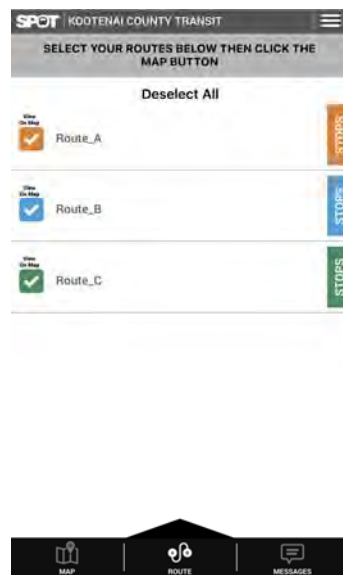 SPOT KOOTENAI COUNTY TRANSIT
SELECT YOUR ROUTES BELOW THEN CLICK THE
MAP BUTTON
Deselect All
View
On Map
Route_A
STOPS
View
On Map
Route_B
STOPS
View
On Map
Route_C
STOPS
MAP
ROUTE
MESSAGES